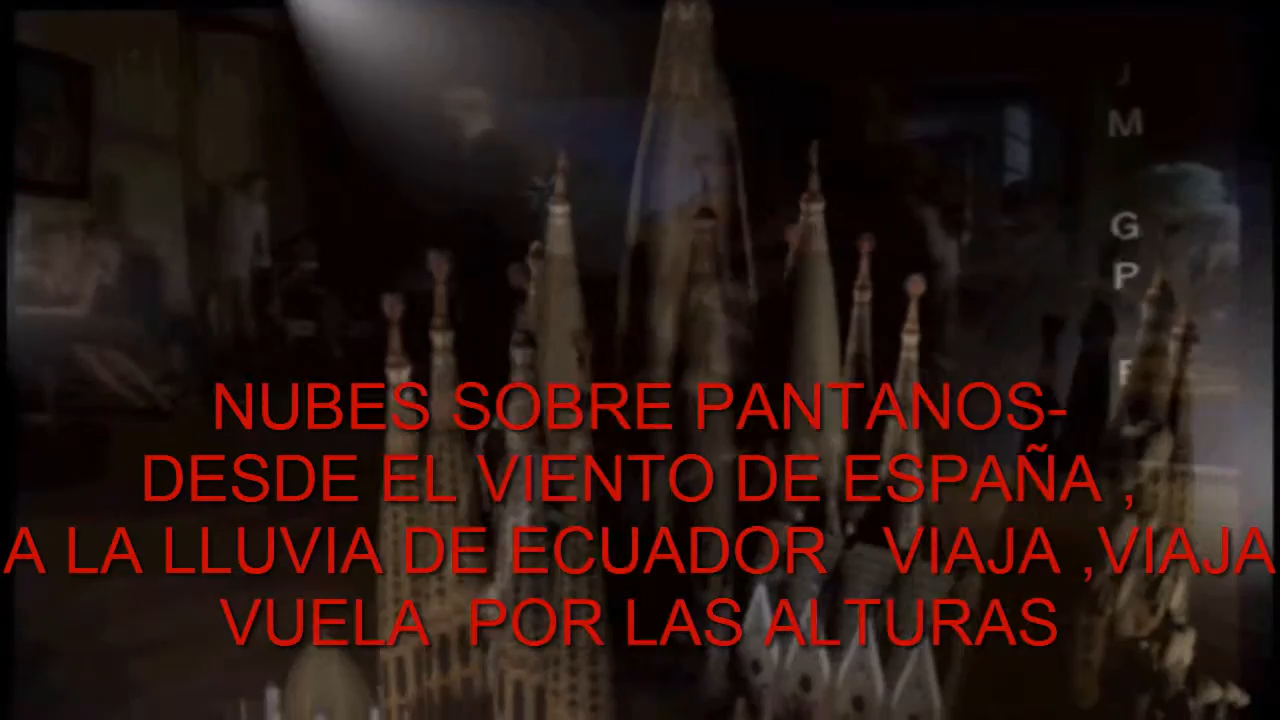 J
M
G
P
NUBES SOBRE PANTANOS-
DESDE EL VIENTO DE ESPAÑA ,
A LA LLUVIA DE ECUADOR VIAJA ,VIAJA
VUELA POR LAS ALTURAS